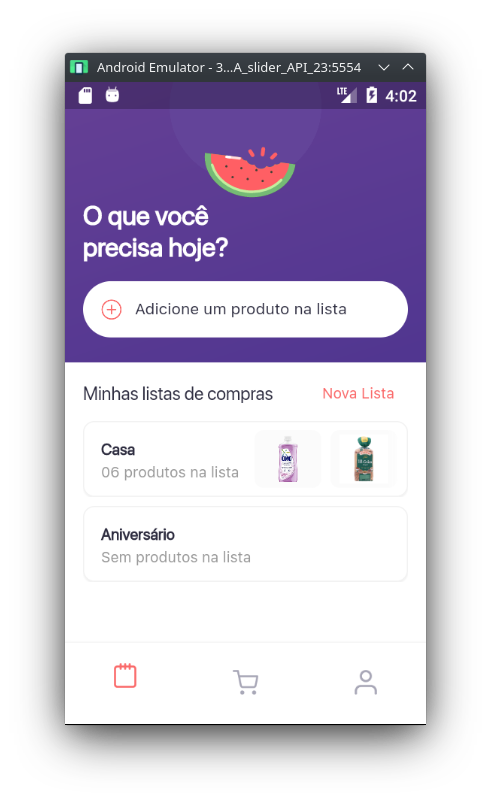 Android Emulator - 3...A_slider_API_23:5554
LTE
4:02
O que você
precisa hoje?
Adicione um produto na lista
Minhas listas de compras
Nova Lista
Casa
06 produtos na lista
OMO
Aniversário
Sem produtos na lista